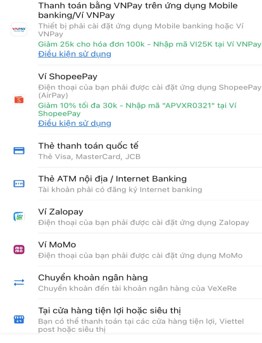 Thanh toán bằng VNPay trên ứng dụng Mobile
banking/Ví VNPay
Thiết bị phải cài đặt ứng dụng Mobile banking hoặc Ví
VNPay
Giảm 25k cho hóa đơn 100k - Nhập mã VI25K tại Ví VNPay
Điều kiện sử dụng
Ví ShopeePay
Điện thoại của bạn phải được cài đặt ứng dụng ShopeePay
(AirPay)
Giảm 10% tối đa 30k - Nhập mã "APVXR0321" tại Ví
ShopeePay
Điều kiện sử dụng
Thẻ thanh toán quốc tế
Thẻ Visa, MasterCard, JCB
Thẻ ATM nội địa / Internet Banking
Tài khoản phải có đăng ký Internet banking
Ví Zalopay
Điện thoại của bạn phải được cài đặt ứng dụng Zalopay
Ví MoMo
Điện thoại của bạn phải được cài đặt ứng dụng MoMo
Chuyển khoản ngân hàng
Chuyển khoản đến tài khoản ngân hàng của VeXeRe
Tại cửa hàng tiện lợi hoặc siêu thị
Bạn có thể thanh toán tại các cửa hàng tiện lợi, Viettel
post hoặc siêu thị